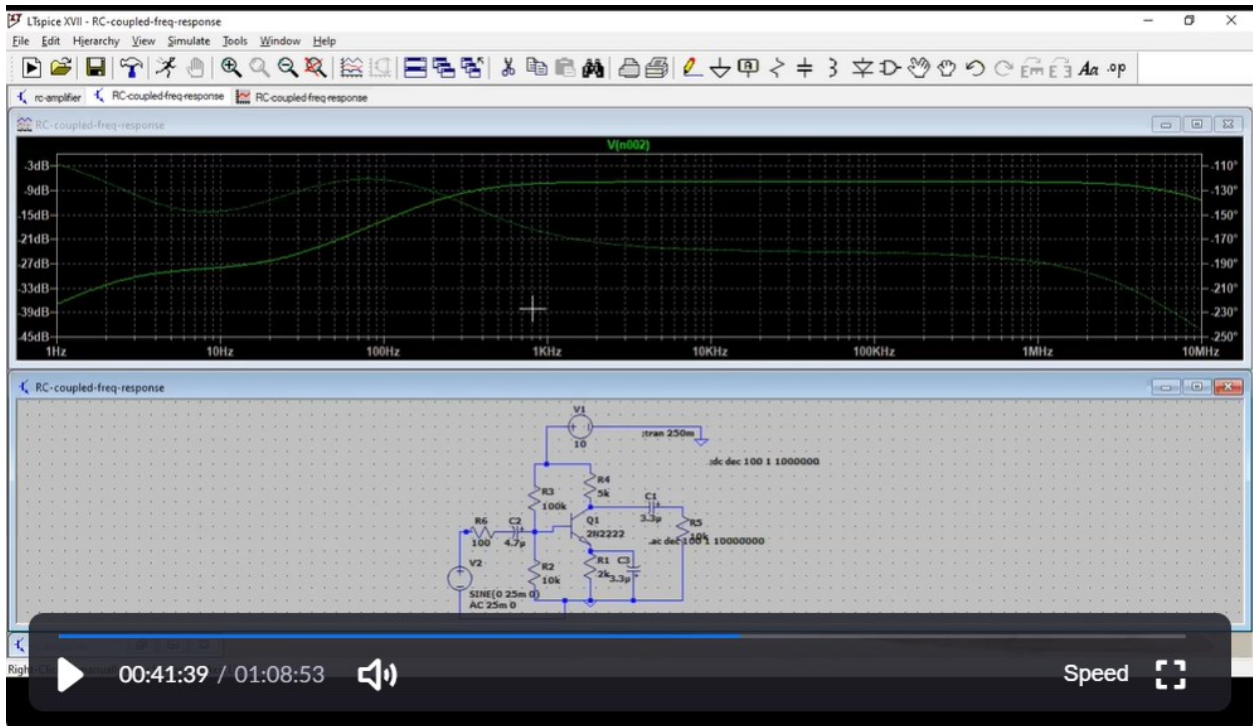 LTspice XVII - RC-coupled-freq-response
File Edit Hierarchy View Simulate Tools Window Help
Aa .op
rc-amplifier RC-coupled-freq-response RC-coupled-freq-response
RC-coupled-freq-response
V(n002)
-3dB
-9dB
-15dB
-21dB
-27dB
-33dB
-39dB
-45dB
-110°
-130°
-150°
-170°
-190°
-210°
-230°
-250°
1Hz 10Hz 100Hz 1KHz 10KHz 100KHz 1MHz 10MHz
RC-coupled-freq-response
V1
10
;tran 250m
;dc dec 100 1 1000000
R4
5k
R3
100k
C1
3.3µ
R6
100
C2
4.7µ
Q1
2N2222
R5
10k
.ac dec 100 1 10000000
V2
R2
10k
R1
2k
C3
3.3µ
SINE(0 25m 0)
AC 25m 0
Right-
00:41:39 / 01:08:53
Speed